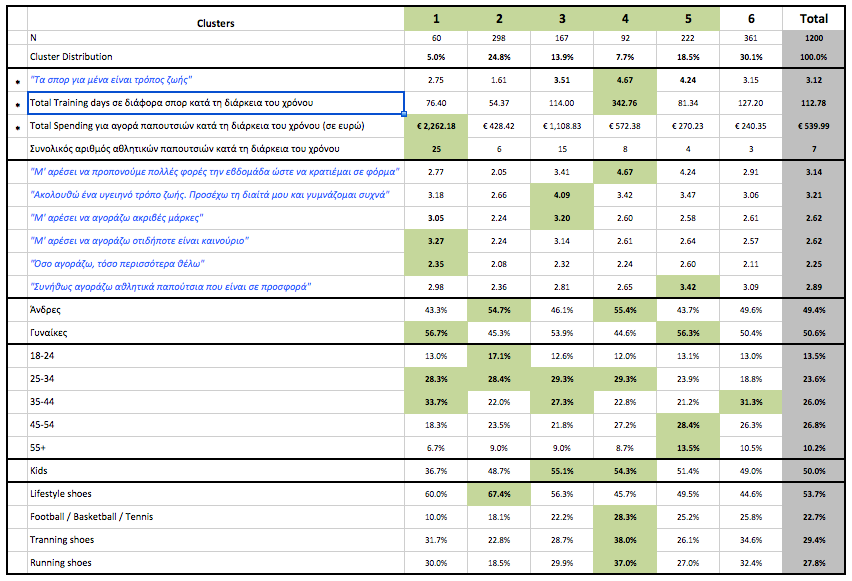 Clusters 1 2 3 4 5 6 Total
N 60 298 167 92 222 361 1200
Cluster Distribution 5.0% 24.8% 13.9% 7.7% 18.5% 30.1% 100.0%
* "Τα σπορ για μένα είναι τρόπος ζωής" 2.75 1.61 3.51 4.67 4.24 3.15 3.12
* Total Training days σε διάφορα σπορ κατά τη διάρκεια του χρόνου 76.40 54.37 114.00 342.76 81.34 127.20 112.78
* Total Spending για αγορά παπουτσιών κατά τη διάρκεια του χρόνου (σε ευρώ) € 2,262.18 € 428.42 € 1,108.83 € 572.38 € 270.23 € 240.35 € 539.99
Συνολικός αριθμός αθλητικών παπουτσιών κατά τη διάρκεια του χρόνου 25 6 15 8 4 3 7
"Μ' αρέσει να προπονούμε πολλές φορές την εβδομάδα ώστε να κρατιέμαι σε φόρμα" 2.77 2.05 3.41 4.67 4.24 2.91 3.14
"Ακολουθώ ένα υγειηνό τρόπο ζωής. Προσέχω τη διαίτά μου και γυμνάζομαι συχνά" 3.18 2.66 4.09 3.42 3.47 3.06 3.21
"Μ' αρέσει να αγοράζω ακριβές μάρκες" 3.05 2.24 3.20 2.60 2.58 2.61 2.62
"Μ' αρέσει να αγοράζω οτιδήποτε είναι καινούριο" 3.27 2.24 3.14 2.61 2.64 2.57 2.62
"Όσο αγοράζω, τόσο περισσότερα θέλω" 2.35 2.08 2.32 2.24 2.60 2.11 2.25
"Συνήθως αγοράζω αθλητικά παπούτσια που είναι σε προσφορά" 2.98 2.36 2.81 2.65 3.42 3.09 2.89
Άνδρες 43.3% 54.7% 46.1% 55.4% 43.7% 49.6% 49.4%
Γυναίκες 56.7% 45.3% 53.9% 44.6% 56.3% 50.4% 50.6%
18-24 13.0% 17.1% 12.6% 12.0% 13.1% 13.0% 13.5%
25-34 28.3% 28.4% 29.3% 29.3% 23.9% 18.8% 23.6%
35-44 33.7% 22.0% 27.3% 22.8% 21.2% 31.3% 26.0%
45-54 18.3% 23.5% 21.8% 27.2% 28.4% 26.3% 26.8%
55+ 6.7% 9.0% 9.0% 8.7% 13.5% 10.5% 10.2%
Kids 36.7% 48.7% 55.1% 54.3% 51.4% 49.0% 50.0%
Lifestyle shoes 60.0% 67.4% 56.3% 45.7% 49.5% 44.6% 53.7%
Football / Basketball / Tennis 10.0% 18.1% 22.2% 28.3% 25.2% 25.8% 22.7%
Tranning shoes 31.7% 22.8% 28.7% 38.0% 26.1% 34.6% 29.4%
Running shoes 30.0% 18.5% 29.9% 37.0% 27.0% 32.4% 27.8%